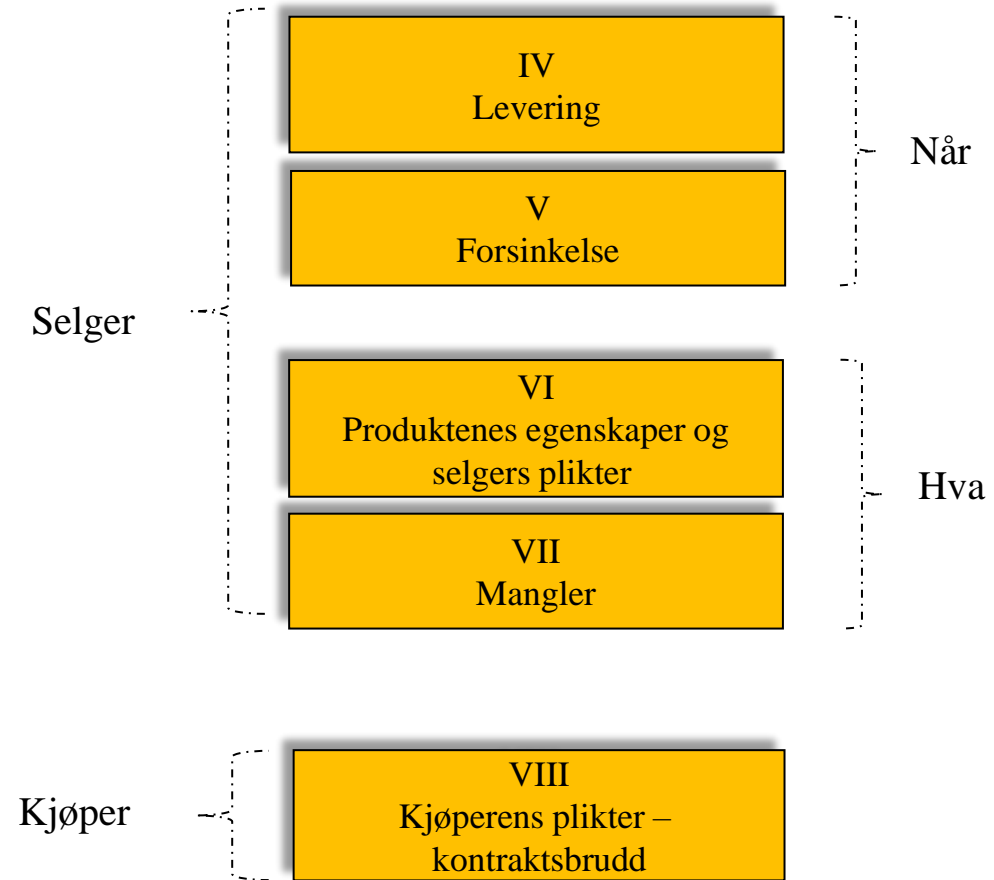 IV
Levering
Når
V
Forsinkelse
Selger
VI
Produktenes egenskaper og
selgers plikter
Hva
VII
Mangler
VIII
Kjøperens plikter –
kontraktsbrudd
Kjøper